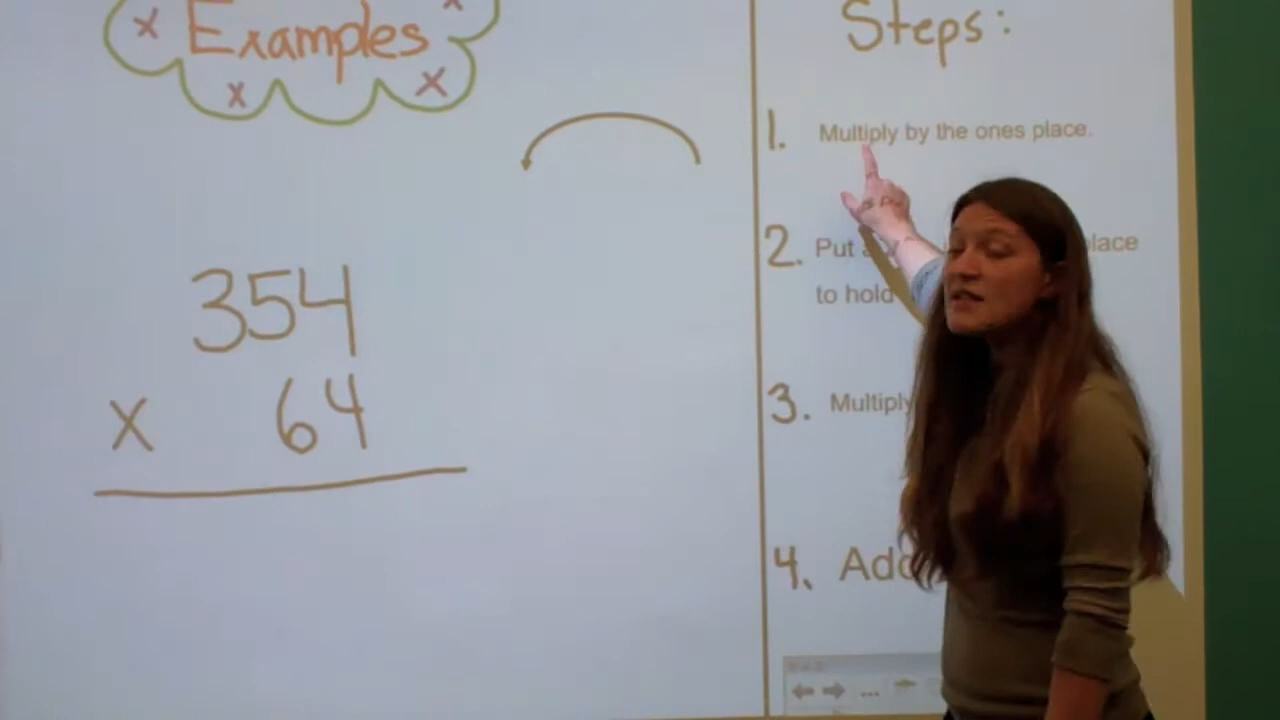 Examples
x
x
x
x
354
x 64
Steps:
1. Multiply by the ones place.
2. Put place
to hold
3. Multiply
4. Add
...